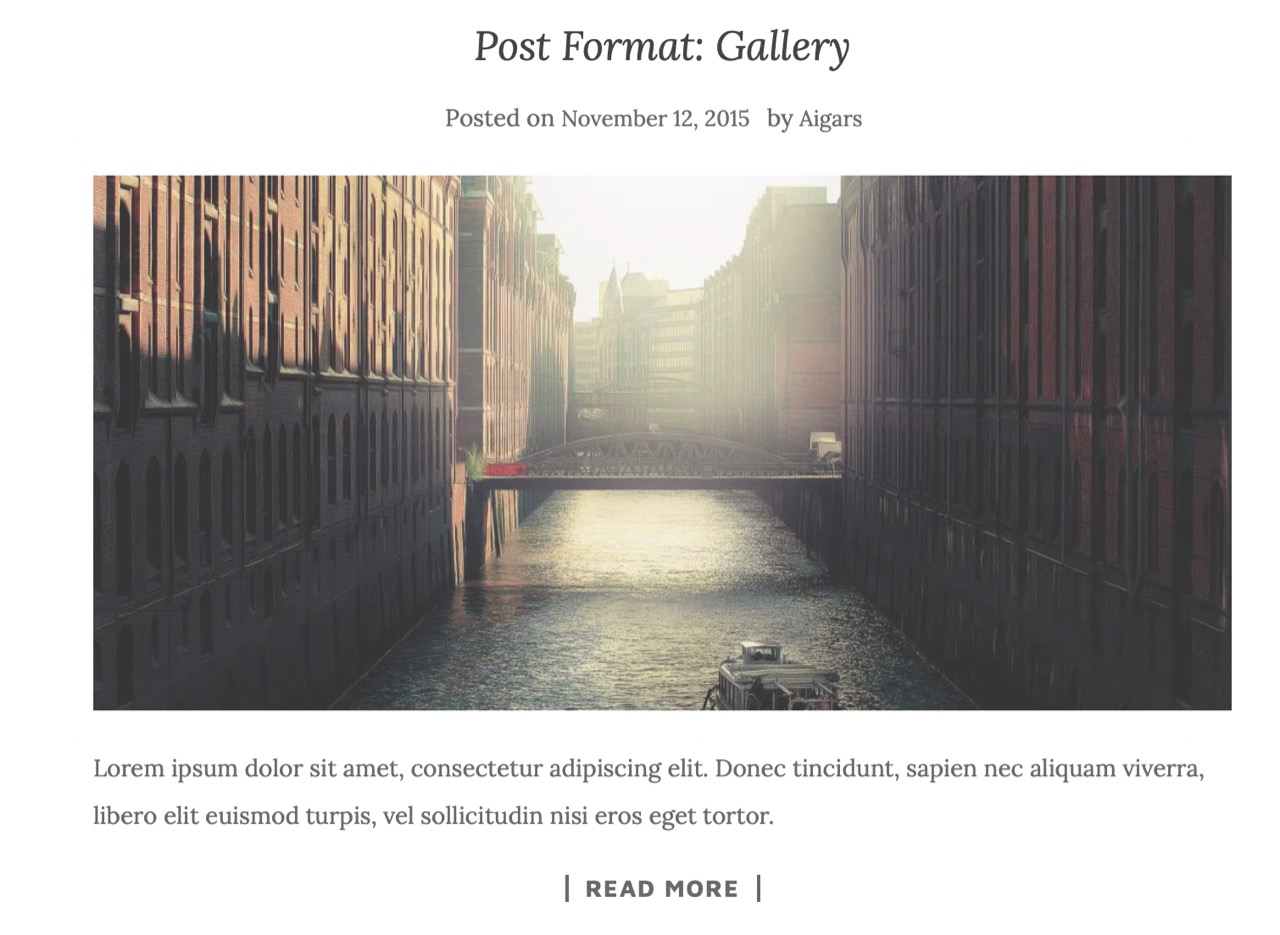 Post Format: Gallery
Posted on November 12, 2015 by Aigars
Lorem ipsum dolor sit amet, consectetur adipiscing elit. Donec tincidunt, sapien nec aliquam viverra,
libero elit euismod turpis, vel sollicitudin nisi eros eget tortor.
| READ MORE |